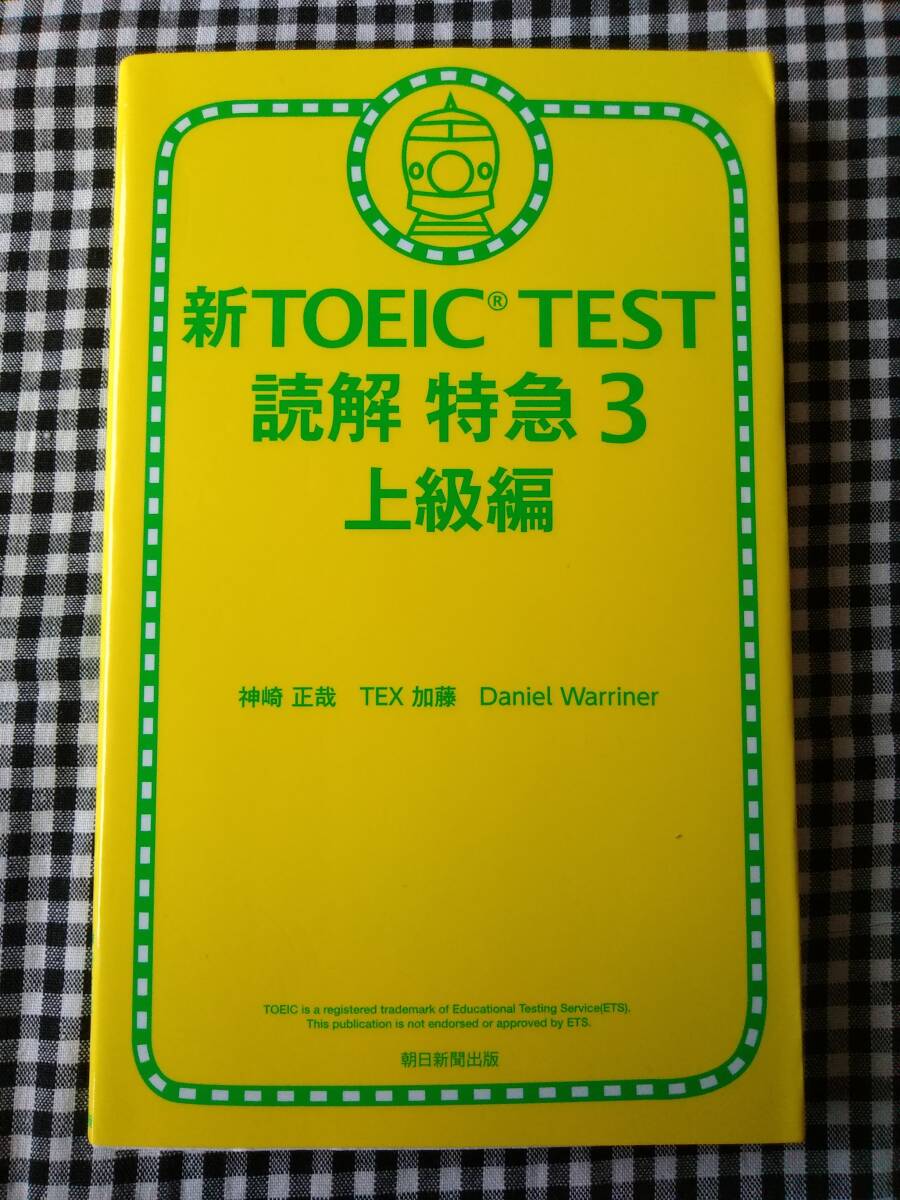 新TOEIC® TEST
読解 特急 3
上級編
神崎 正哉　TEX 加藤　Daniel Warriner
TOEIC is a registered trademark of Educational Testing Service(ETS).
This publication is not endorsed or approved by ETS.
朝日新聞出版